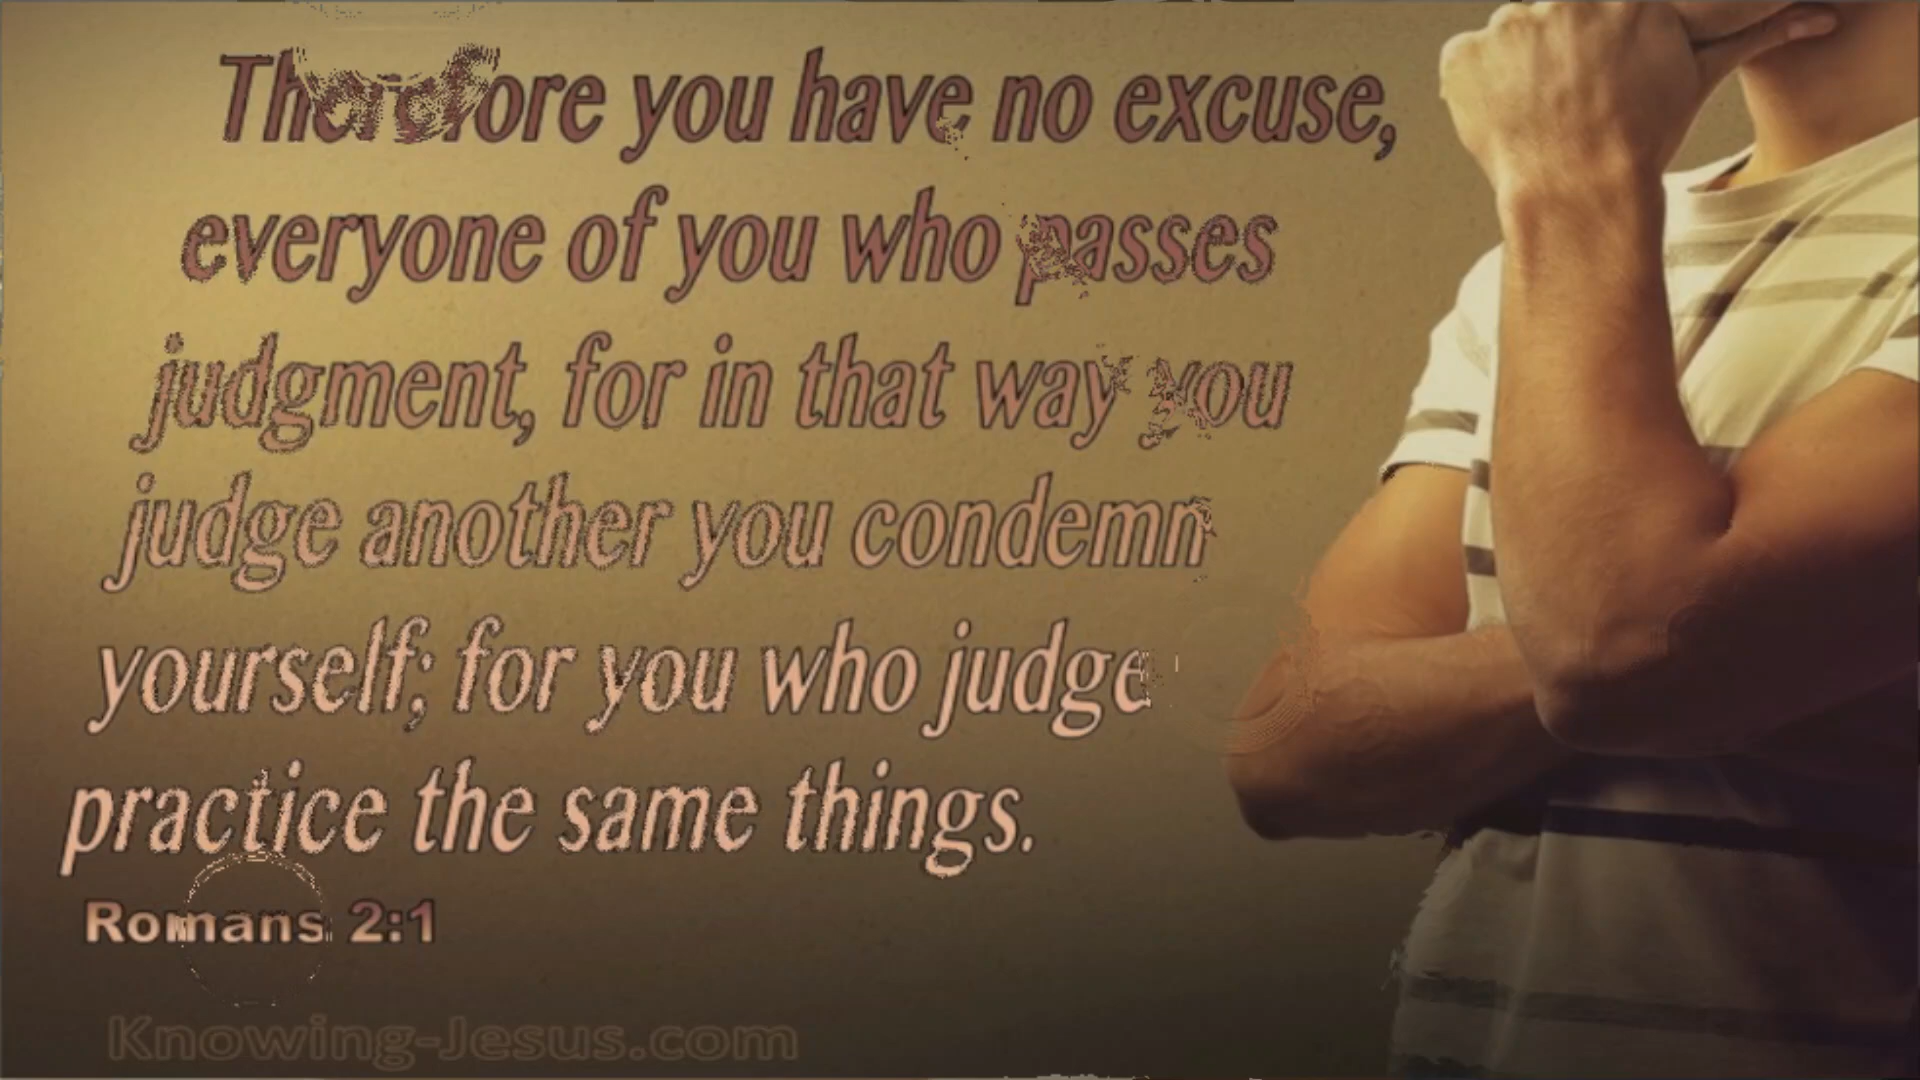 Therefore you have no excuse,
everyone of you who passes
judgment, for in that way you
judge another you condemn
yourself; for you who judge
practice the same things.
Romans 2:1
Knowing-Jesus.com